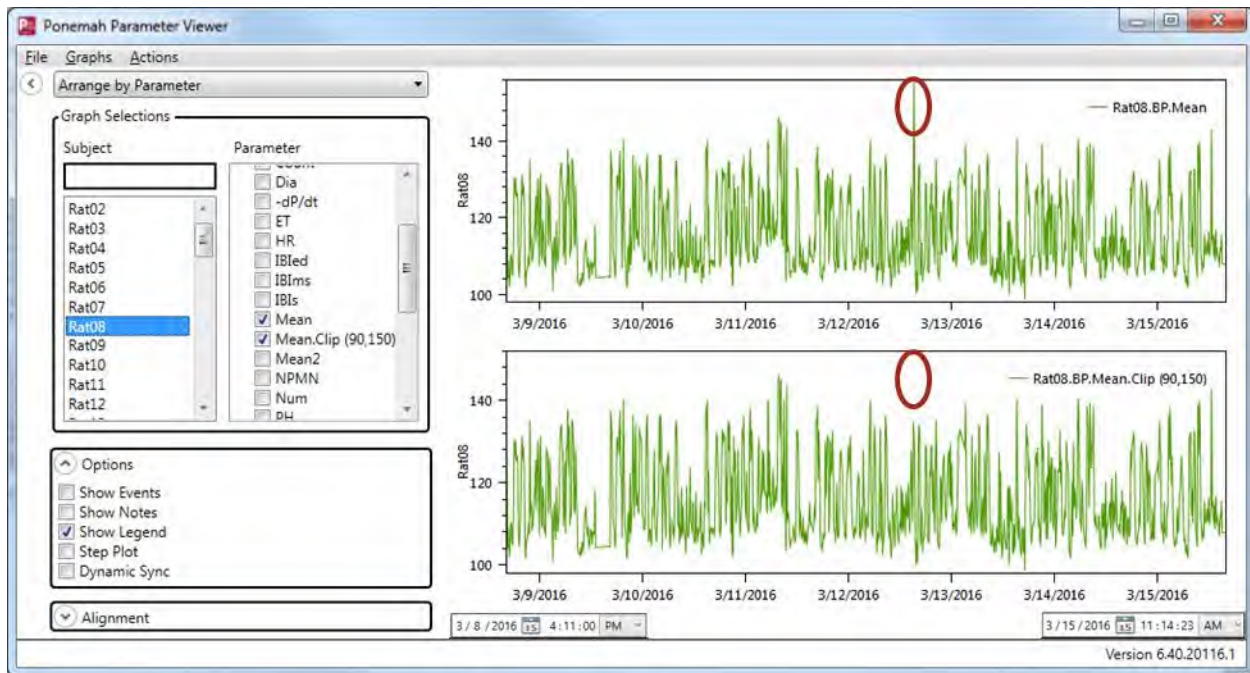 Ponemah Parameter Viewer
File Graphs Actions
Arrange by Parameter
Graph Selections
Subject
Rat02
Rat03
Rat04
Rat05
Rat06
Rat07
Rat08
Rat09
Rat10
Rat11
Rat12
Parameter
Count
Dia
-dP/dt
ET
HR
IBIed
IBIms
IBIs
Mean
Mean.Clip (90,150)
Mean2
NPMN
Num
PH
Options
Show Events
Show Notes
Show Legend
Step Plot
Dynamic Sync
Alignment
Rat08.BP.Mean
140
120
100
Rat08
3/9/2016 3/10/2016 3/11/2016 3/12/2016 3/13/2016 3/14/2016 3/15/2016
Rat08.BP.Mean.Clip (90,150)
140
120
100
Rat08
3/9/2016 3/10/2016 3/11/2016 3/12/2016 3/13/2016 3/14/2016 3/15/2016
3 / 8 / 2016 15 4 : 11 : 00 PM
3 / 15 / 2016 15 11 : 14 : 23 AM
Version 6.40.20116.1